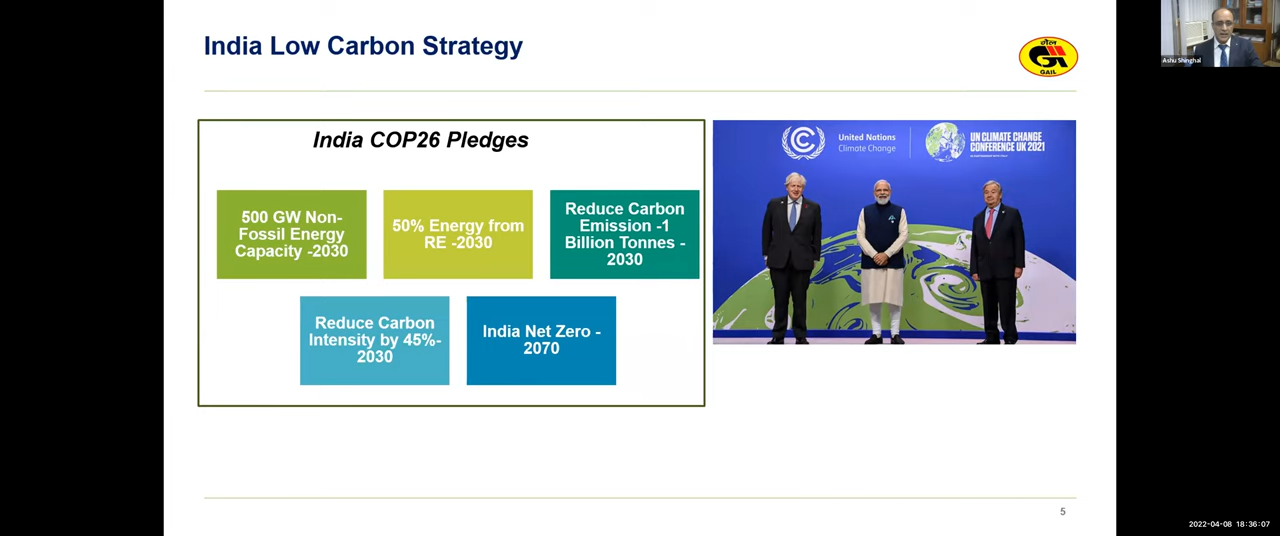 India Low Carbon Strategy
गेल
GAIL
Ashu Shinghal
India COP26 Pledges
500 GW Non-
Fossil Energy
Capacity -2030
50% Energy from
RE -2030
Reduce Carbon
Emission -1
Billion Tonnes -
2030
Reduce Carbon
Intensity by 45%-
2030
India Net Zero -
2070
United Nations
Climate Change
UN CLIMATE CHANGE
CONFERENCE UK 2021
5
2022-04-08 18:36:07